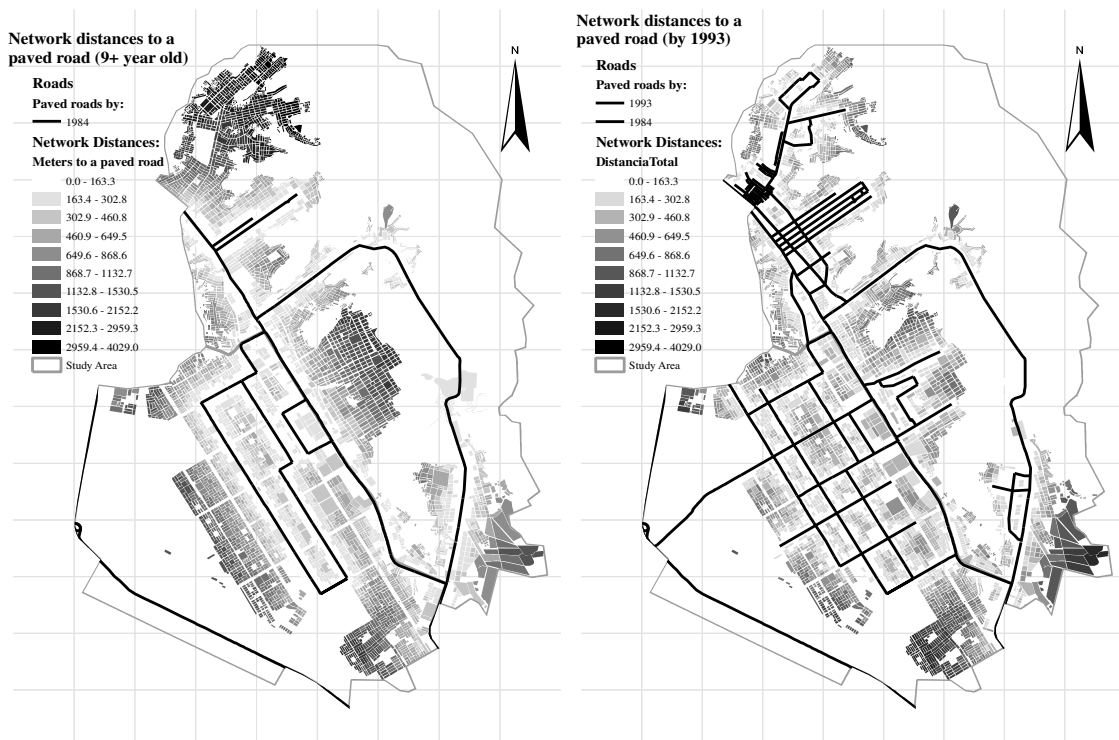 Network distances to a
paved road (9+ year old)
Roads
Paved roads by:
1984
Network Distances:
Meters to a paved road
0.0 - 163.3
163.4 - 302.8
302.9 - 460.8
460.9 - 649.5
649.6 - 868.6
868.7 - 1132.7
1132.8 - 1530.5
1530.6 - 2152.2
2152.3 - 2959.3
2959.4 - 4029.0
Study Area
N
Network distances to a
paved road (by 1993)
Roads
Paved roads by:
1993
1984
Network Distances:
DistanciaTotal
0.0 - 163.3
163.4 - 302.8
302.9 - 460.8
460.9 - 649.5
649.6 - 868.6
868.7 - 1132.7
1132.8 - 1530.5
1530.6 - 2152.2
2152.3 - 2959.3
2959.4 - 4029.0
Study Area
N